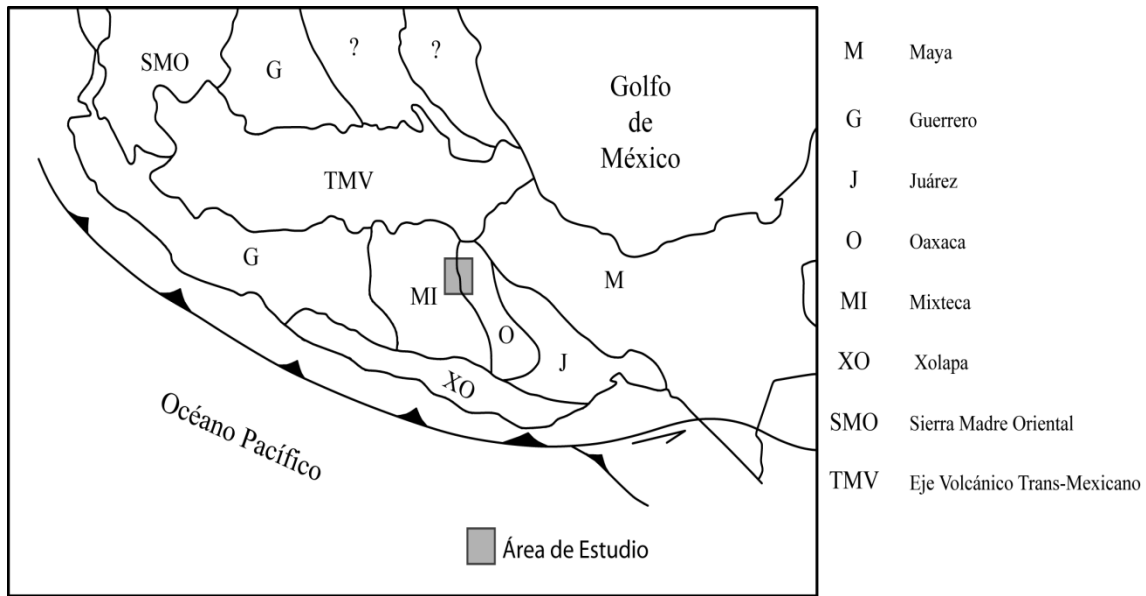 SMO
G
?
?
Golfo
de
México
TMV
G
MI
M
O
J
XO
Océano Pacífico
Área de Estudio
M Maya
G Guerrero
J Juárez
O Oaxaca
MI Mixteca
XO Xolapa
SMO Sierra Madre Oriental
TMV Eje Volcánico Trans-Mexicano